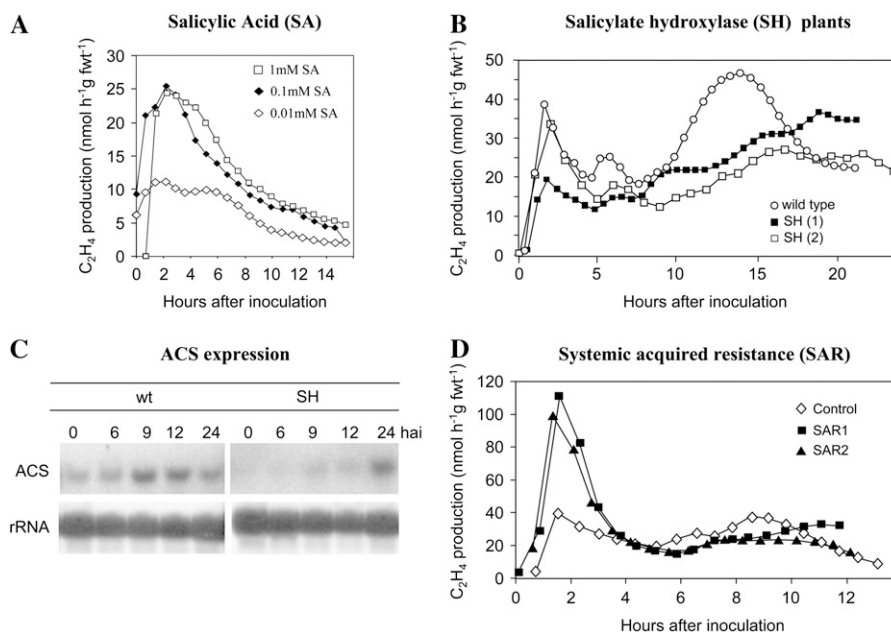 A
Salicylic Acid (SA)
C₂H₄ production (nmol h⁻¹g fwt⁻¹)
30
25
20
15
10
5
0
1mM SA
0.1mM SA
0.01mM SA
0 2 4 6 8 10 12 14
Hours after inoculation
B
Salicylate hydroxylase (SH) plants
C₂H₄ production (nmol h⁻¹g fwt⁻¹)
50
40
30
20
10
0
wild type
SH (1)
SH (2)
0 5 10 15 20
Hours after inoculation
C
ACS expression
wt SH
0 6 9 12 24 0 6 9 12 24 hai
ACS
rRNA
D
Systemic acquired resistance (SAR)
C₂H₄ production (nmol h⁻¹g fwt⁻¹)
120
100
80
60
40
20
0
Control
SAR1
SAR2
0 2 4 6 8 10 12
Hours after inoculation